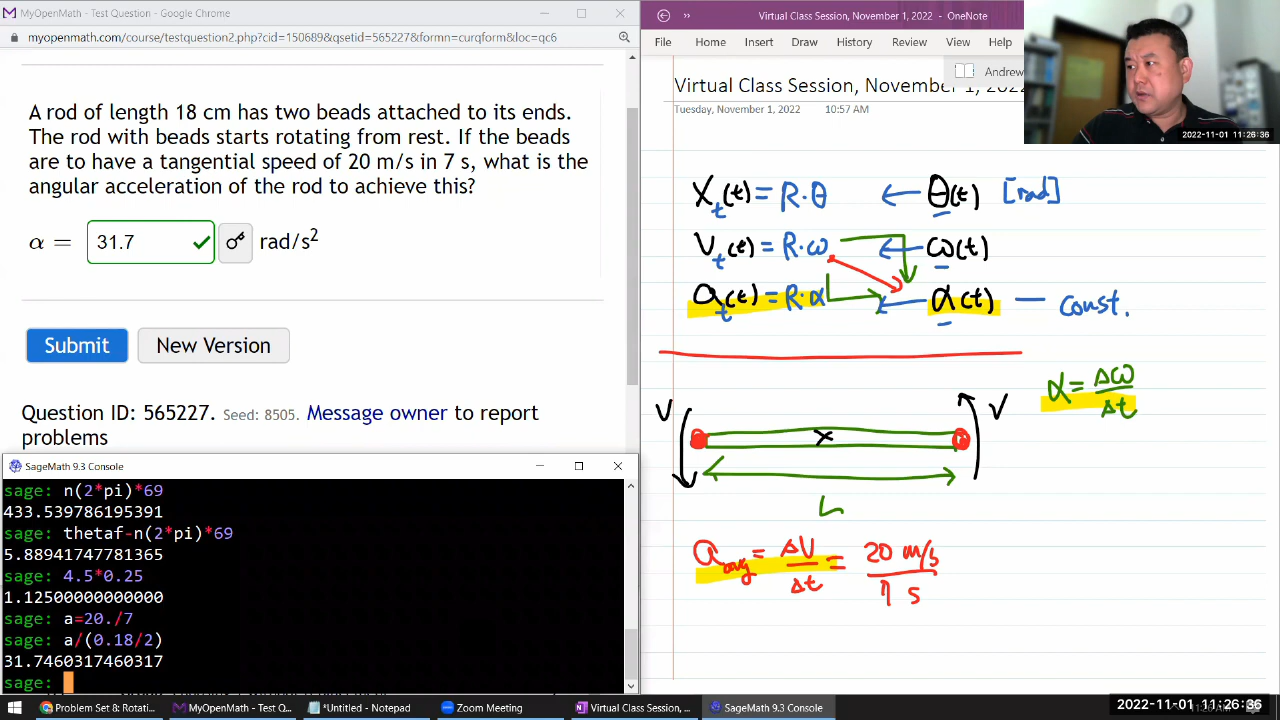 MyOpenMath - Test Question - Google Chrome
myopenmath.com/course/testquestion2.php?cid=150689&qsetid=565227&formn=curqform&loc=qc6
A rod of length 18 cm has two beads attached to its ends.
The rod with beads starts rotating from rest. If the beads
are to have a tangential speed of 20 m/s in 7 s, what is the
angular acceleration of the rod to achieve this?
α = 31.7 rad/s²
Submit New Version
Question ID: 565227. Seed: 8505. Message owner to report
problems
SageMath 9.3 Console
sage: n(2*pi)*69
433.539786195391
sage: thetaf-n(2*pi)*69
5.88941747781365
sage: 4.5*0.25
1.12500000000000
sage: a=20./7
sage: a/(0.18/2)
31.7460317460317
sage:
Virtual Class Session, November 1, 2022 - OneNote
File Home Insert Draw History Review View Help
Andrew
Virtual Class Session, November 1, 2022
Tuesday, November 1, 2022 10:57 AM
2022-11-01 11:26:36
X_t(t) = R·θ ← θ(t) [rad]
V_t(t) = R·ω ← ω(t)
a_t(t) = R·α ← α(t) — const.
α = Δω/Δt
V V
L
a_avg = ΔV/Δt = 20 m/s / 7 s
Problem Set & Rotati... MyOpenMath - Test Q... *Untitled - Notepad Zoom Meeting Virtual Class Session, ... SageMath 9.3 Console
2022-11-01 11:26:36